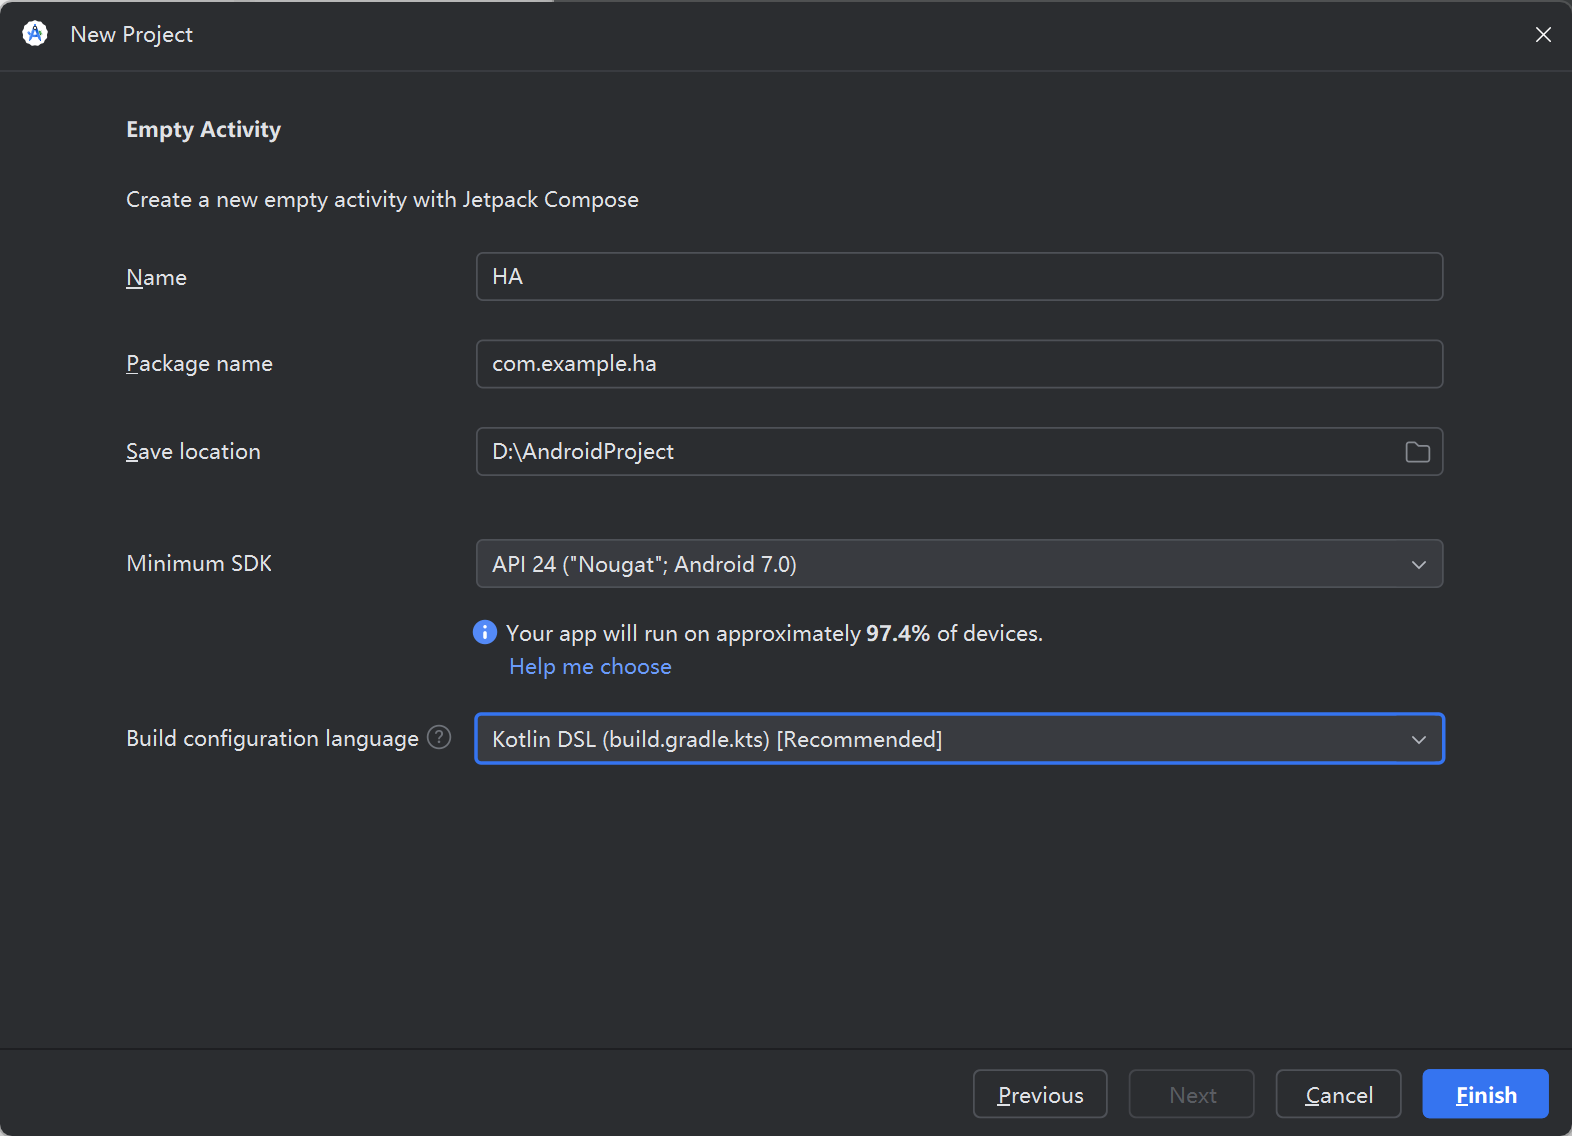 New Project
Empty Activity
Create a new empty activity with Jetpack Compose
Name
HA
Package name
com.example.ha
Save location
D:\AndroidProject
Minimum SDK
API 24 ("Nougat"; Android 7.0)
Your app will run on approximately 97.4% of devices.
Help me choose
Build configuration language ?
Kotlin DSL (build.gradle.kts) [Recommended]
Previous
Next
Cancel
Finish